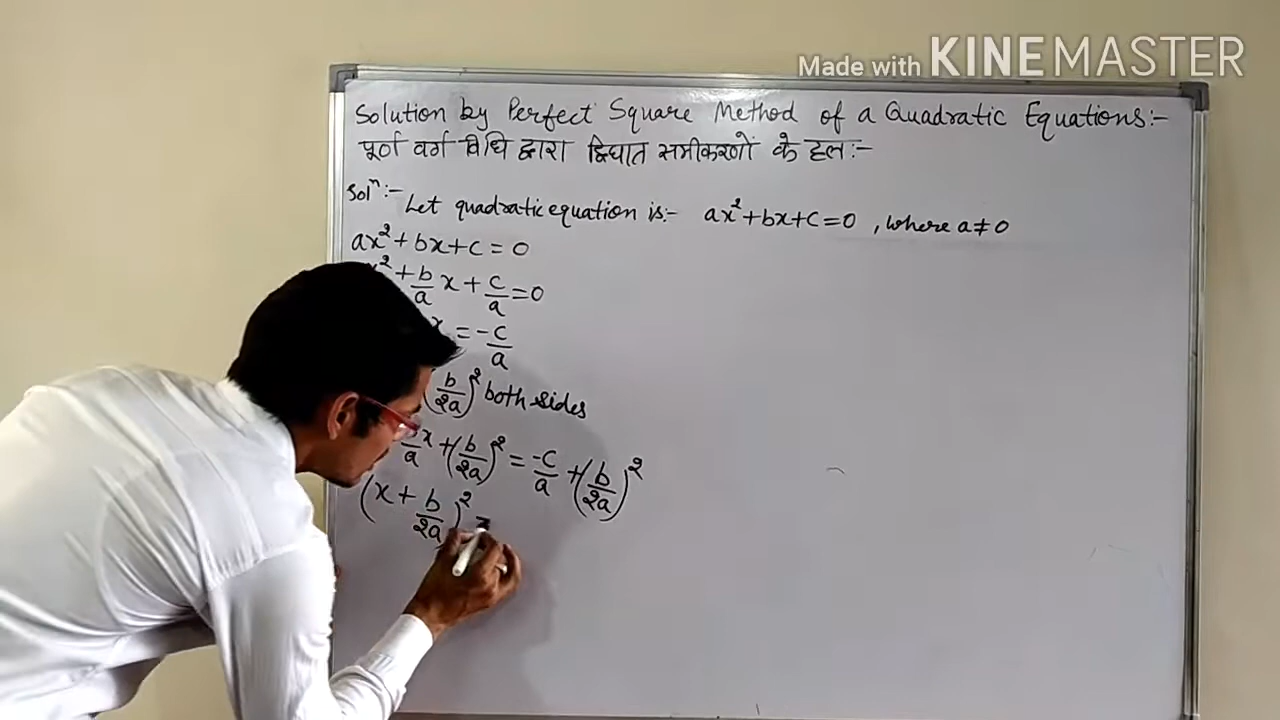 Made with KINEMASTER
Solution by Perfect Square Method of a Quadratic Equations:-
पूर्ण वर्ग विधि द्वारा द्विघात समीकरणों के हल:-
Solⁿ:- Let quadratic equation is:- ax²+bx+c=0 , where a≠0
ax²+bx+c=0
² + b/a x + c/a = 0
x = -c/a
(b/2a)² both sides
/a x + (b/2a)² = -c/a + (b/2a)²
(x + b/2a)² =